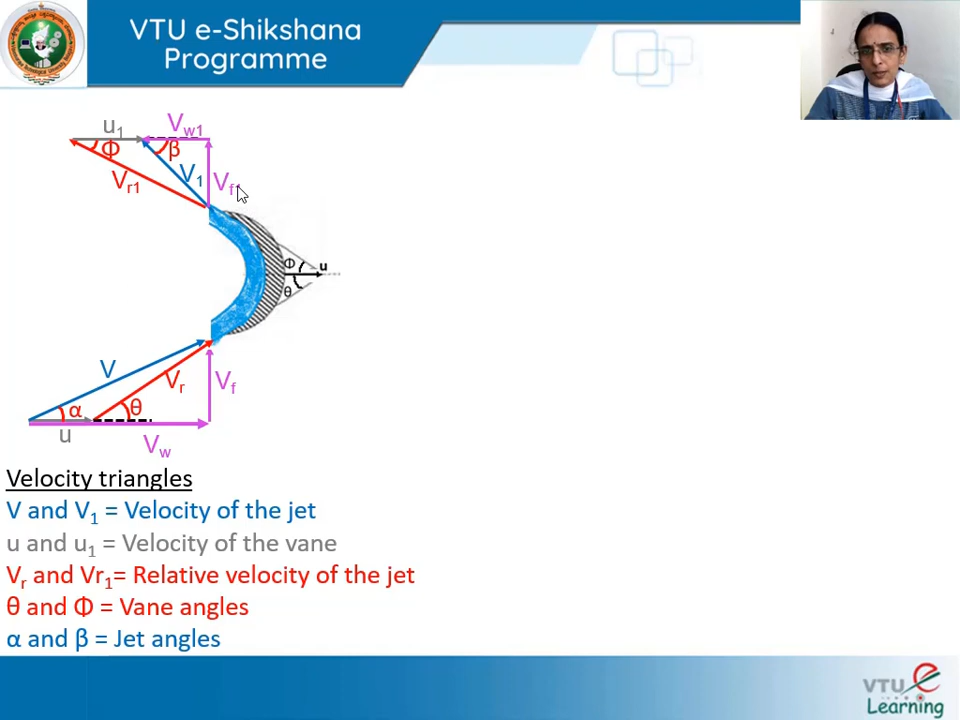 VTU e-Shikshana
Programme
u1
Vw1
Φ
β
Vr1
V1
Vf1
Φ
u
θ
V
Vr
Vf
α
θ
u
Vw
Velocity triangles
V and V1 = Velocity of the jet
u and u1 = Velocity of the vane
Vr and Vr1= Relative velocity of the jet
θ and Φ = Vane angles
α and β = Jet angles
VTU e
Learning